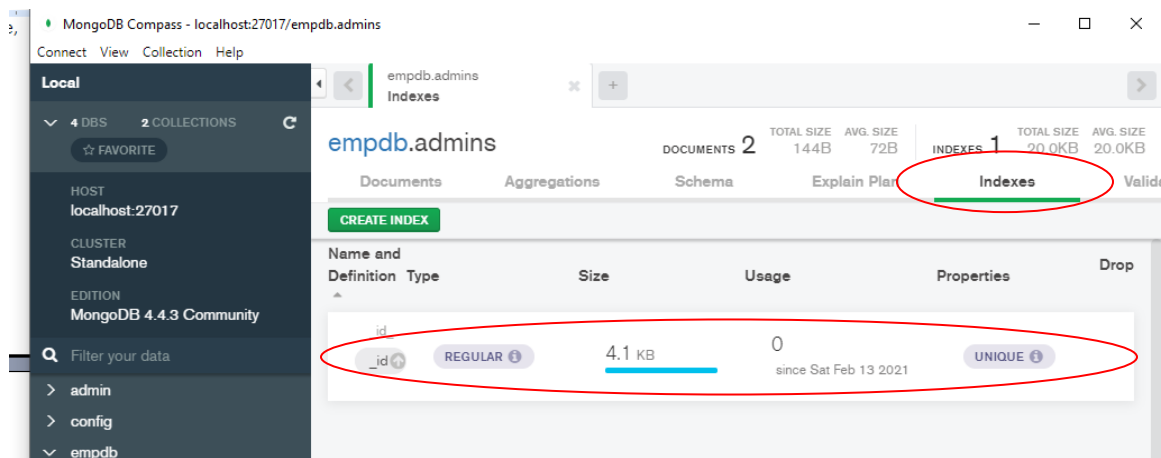 MongoDB Compass - localhost:27017/empdb.admins
Connect View Collection Help
Local
4 DBS 2 COLLECTIONS
☆ FAVORITE
HOST
localhost:27017
CLUSTER
Standalone
EDITION
MongoDB 4.4.3 Community
Filter your data
admin
config
empdb
empdb.admins
Indexes
empdb.admins
DOCUMENTS 2 TOTAL SIZE 144B AVG. SIZE 72B
INDEXES 1 TOTAL SIZE 20.0KB AVG. SIZE 20.0KB
Documents Aggregations Schema Explain Plan Indexes
CREATE INDEX
Name and Definition Type Size Usage Properties Drop
_id_
_id REGULAR 4.1 KB 0 UNIQUE
since Sat Feb 13 2021